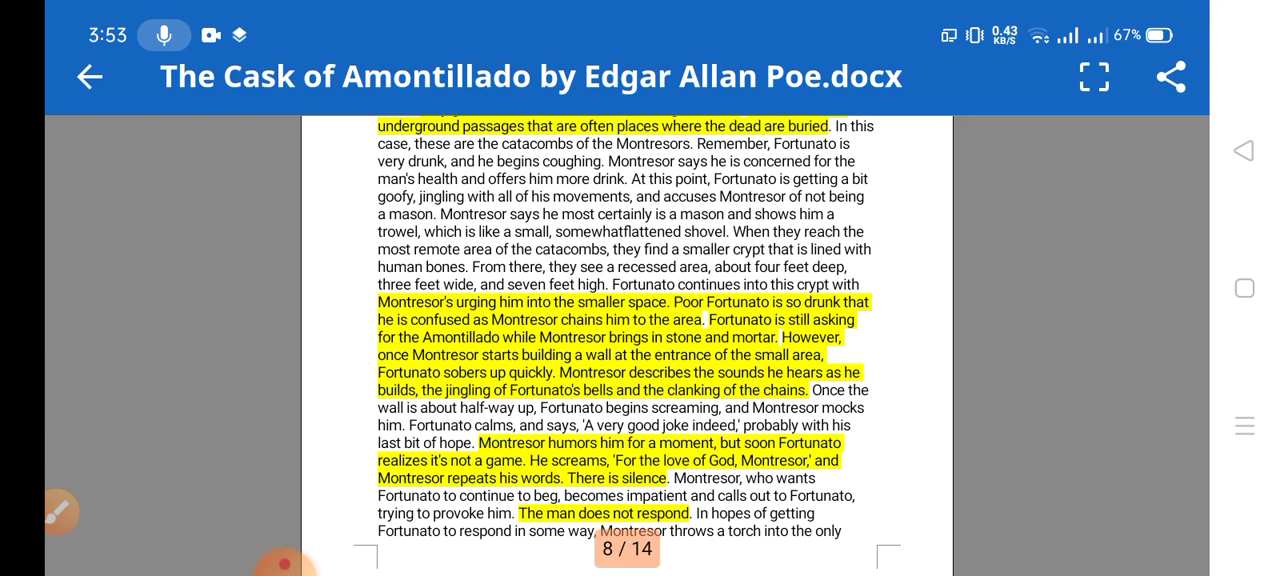 3:53
0.43
KB/S
67%
The Cask of Amontillado by Edgar Allan Poe.docx
underground passages that are often places where the dead are buried. In this
case, these are the catacombs of the Montresors. Remember, Fortunato is
very drunk, and he begins coughing. Montresor says he is concerned for the
man's health and offers him more drink. At this point, Fortunato is getting a bit
goofy, jingling with all of his movements, and accuses Montresor of not being
a mason. Montresor says he most certainly is a mason and shows him a
trowel, which is like a small, somewhatflattened shovel. When they reach the
most remote area of the catacombs, they find a smaller crypt that is lined with
human bones. From there, they see a recessed area, about four feet deep,
three feet wide, and seven feet high. Fortunato continues into this crypt with
Montresor's urging him into the smaller space. Poor Fortunato is so drunk that
he is confused as Montresor chains him to the area. Fortunato is still asking
for the Amontillado while Montresor brings in stone and mortar. However,
once Montresor starts building a wall at the entrance of the small area,
Fortunato sobers up quickly. Montresor describes the sounds he hears as he
builds, the jingling of Fortunato's bells and the clanking of the chains. Once the
wall is about half-way up, Fortunato begins screaming, and Montresor mocks
him. Fortunato calms, and says, 'A very good joke indeed,' probably with his
last bit of hope. Montresor humors him for a moment, but soon Fortunato
realizes it's not a game. He screams, 'For the love of God, Montresor,' and
Montresor repeats his words. There is silence. Montresor, who wants
Fortunato to continue to beg, becomes impatient and calls out to Fortunato,
trying to provoke him. The man does not respond. In hopes of getting
Fortunato to respond in some way, Montresor throws a torch into the only
8 / 14